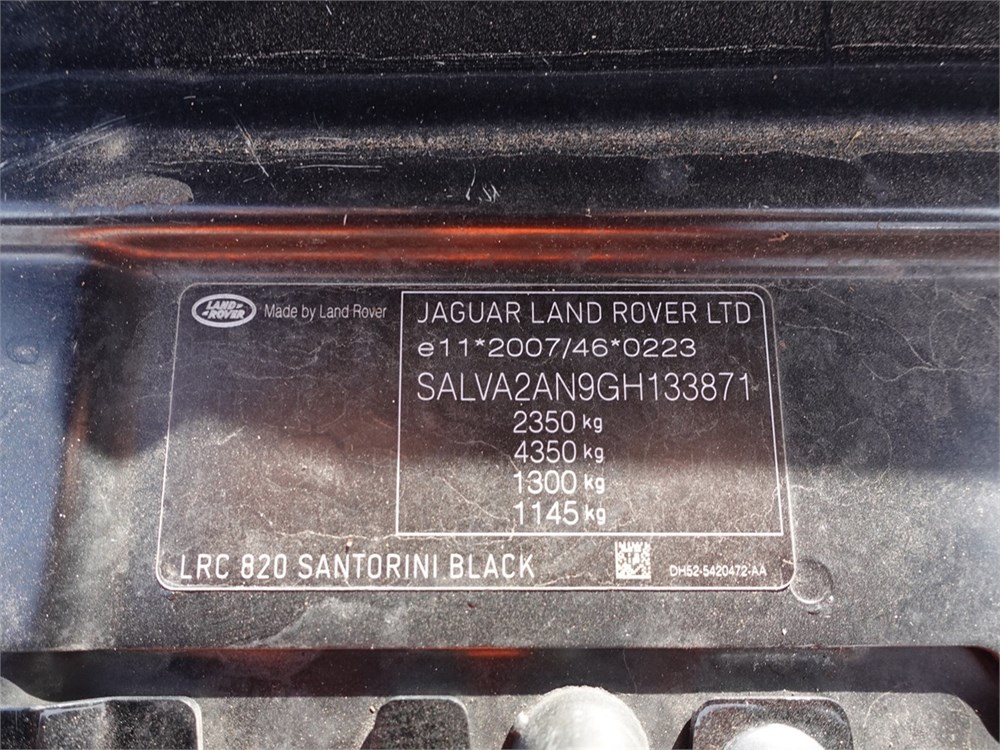 LAND-
-ROVER
Made by Land Rover
JAGUAR LAND ROVER LTD
e11*2007/46*0223
SALVA2AN9GH133871
2350 kg
4350 kg
1300 kg
1145 kg
LRC 820 SANTORINI BLACK
DH52-5420472-AA